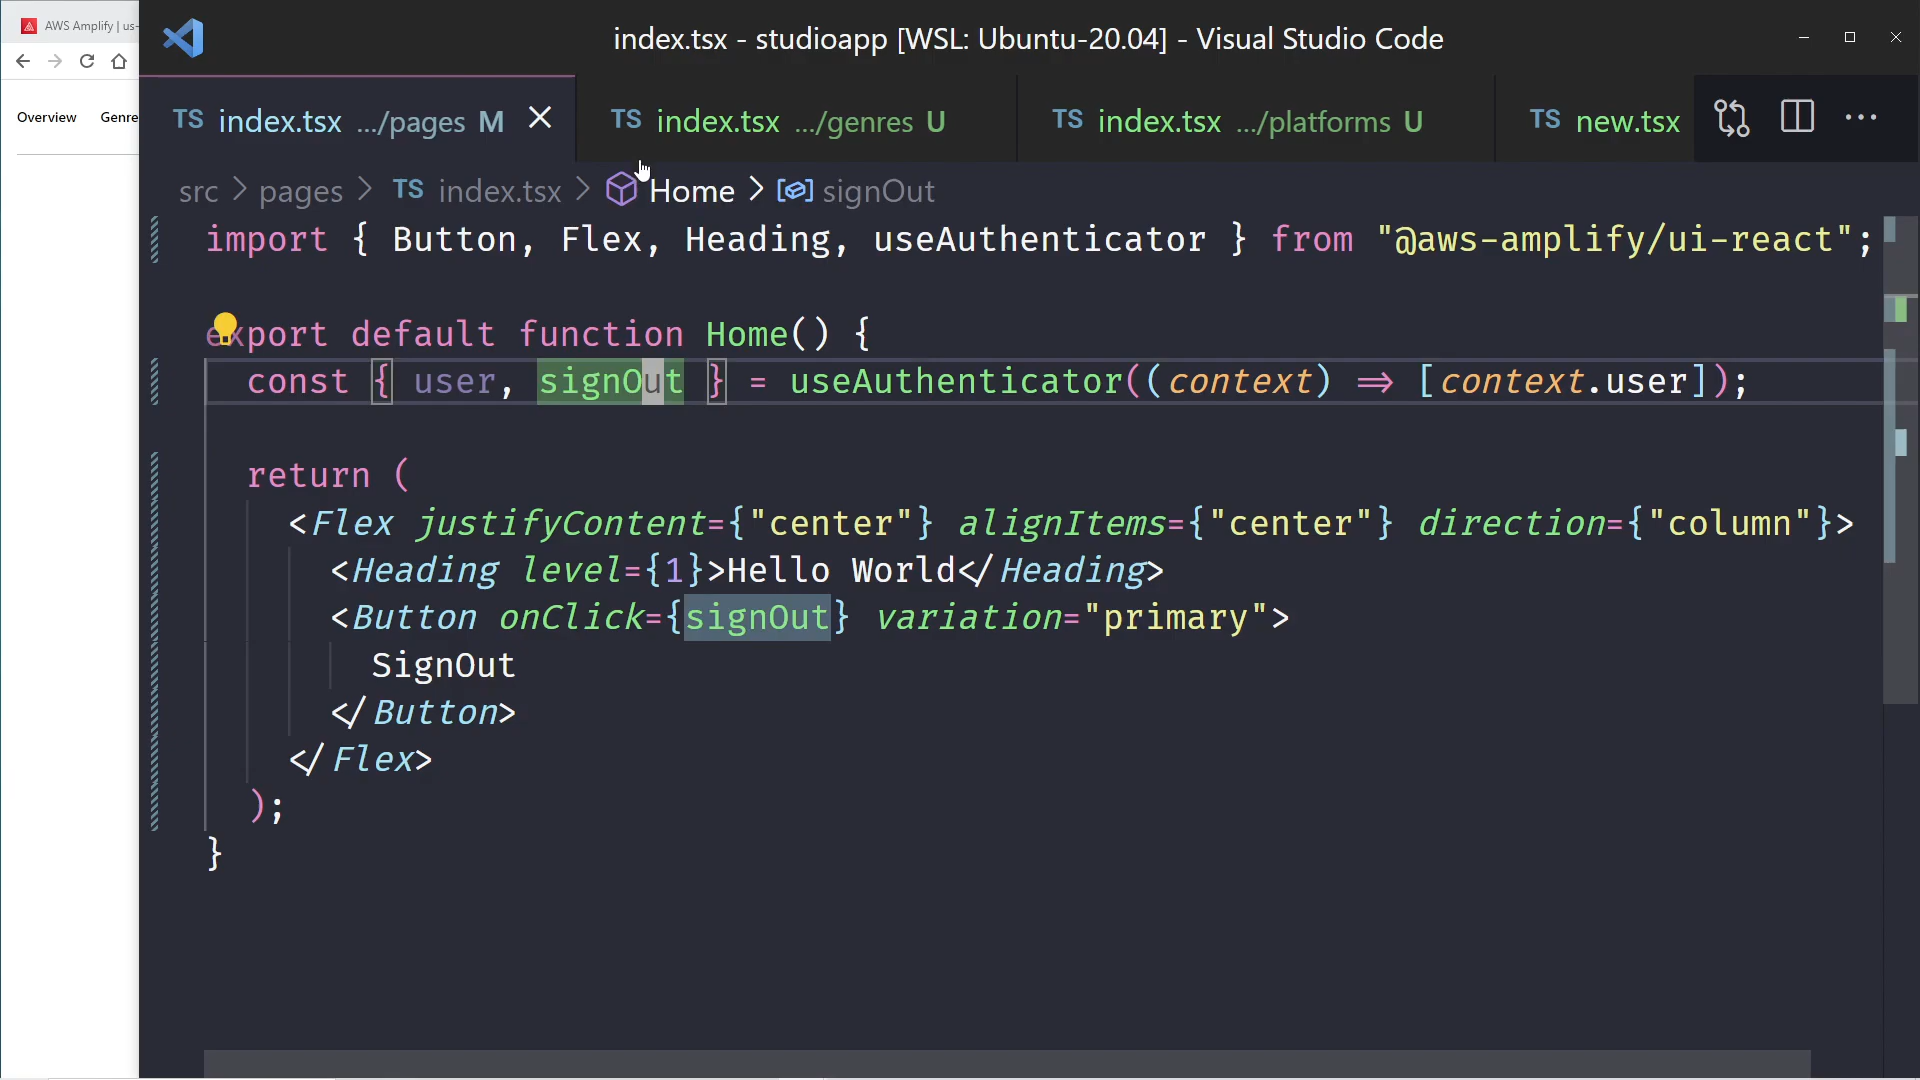 AWS Amplify | us-
index.tsx - studioapp [WSL: Ubuntu-20.04] - Visual Studio Code
Overview Genre
TS index.tsx .../pages M
TS index.tsx .../genres U
TS index.tsx .../platforms U
TS new.tsx
src > pages > TS index.tsx > Home > signOut
import { Button, Flex, Heading, useAuthenticator } from "@aws-amplify/ui-react";
export default function Home() {
const { user, signOut } = useAuthenticator((context) => [context.user]);
return (
<Flex justifyContent={"center"} alignItems={"center"} direction={"column"}>
<Heading level={1}>Hello World</Heading>
<Button onClick={signOut} variation="primary">
SignOut
</Button>
</Flex>
);
}